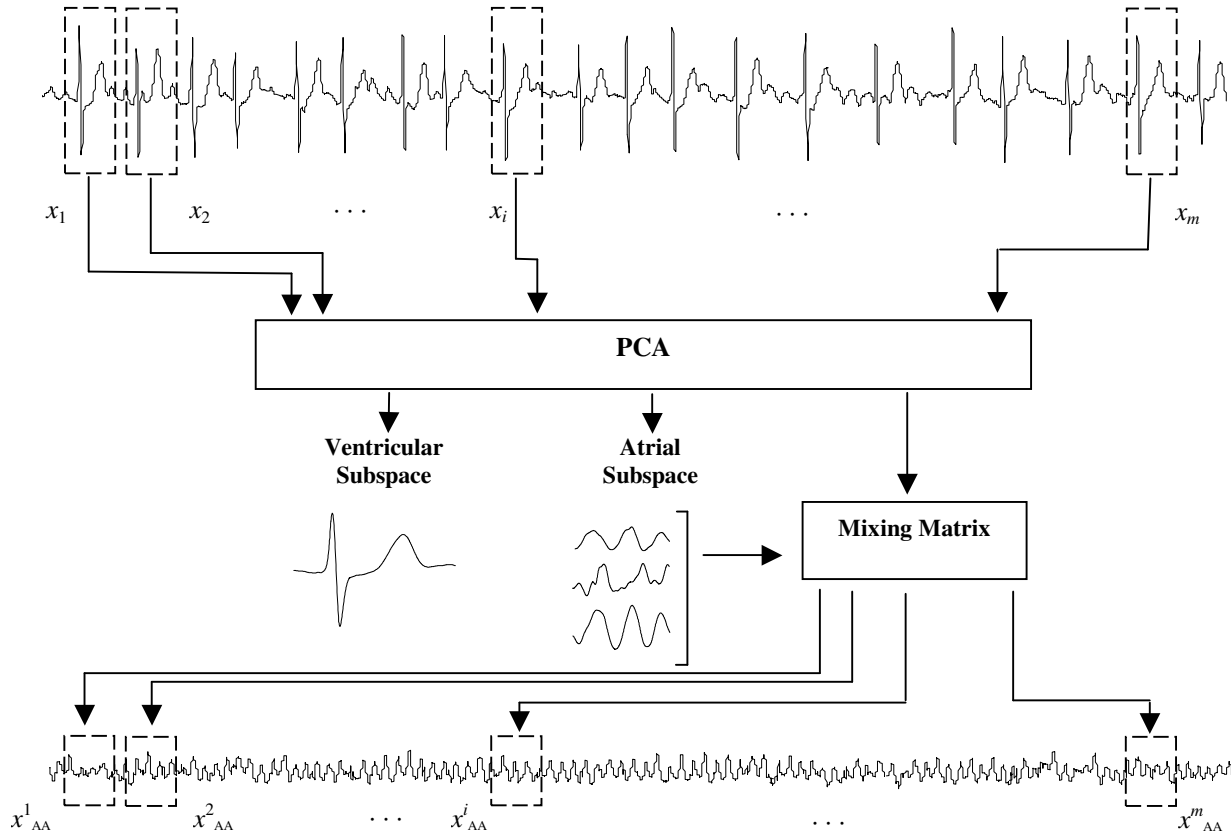 x1 x2 · · · xi · · · xm
PCA
Ventricular
Subspace
Atrial
Subspace
Mixing Matrix
x1AA x2AA · · · xiAA · · · xmAA